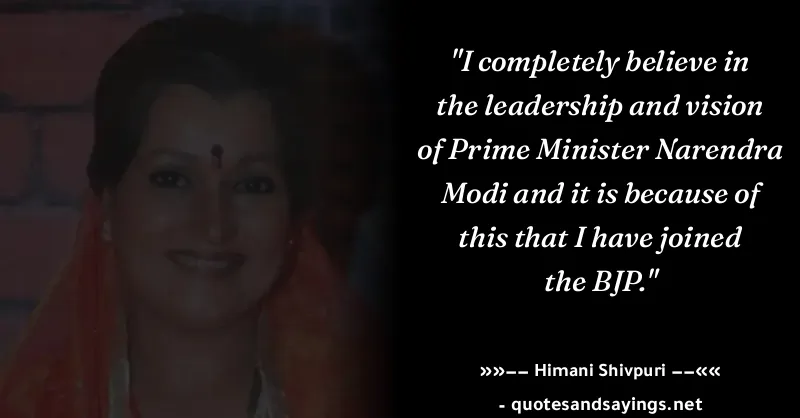 "I completely believe in
the leadership and vision
of Prime Minister Narendra
Modi and it is because of
this that I have joined
the BJP."
»»−− Himani Shivpuri −−««
- quotesandsayings.net